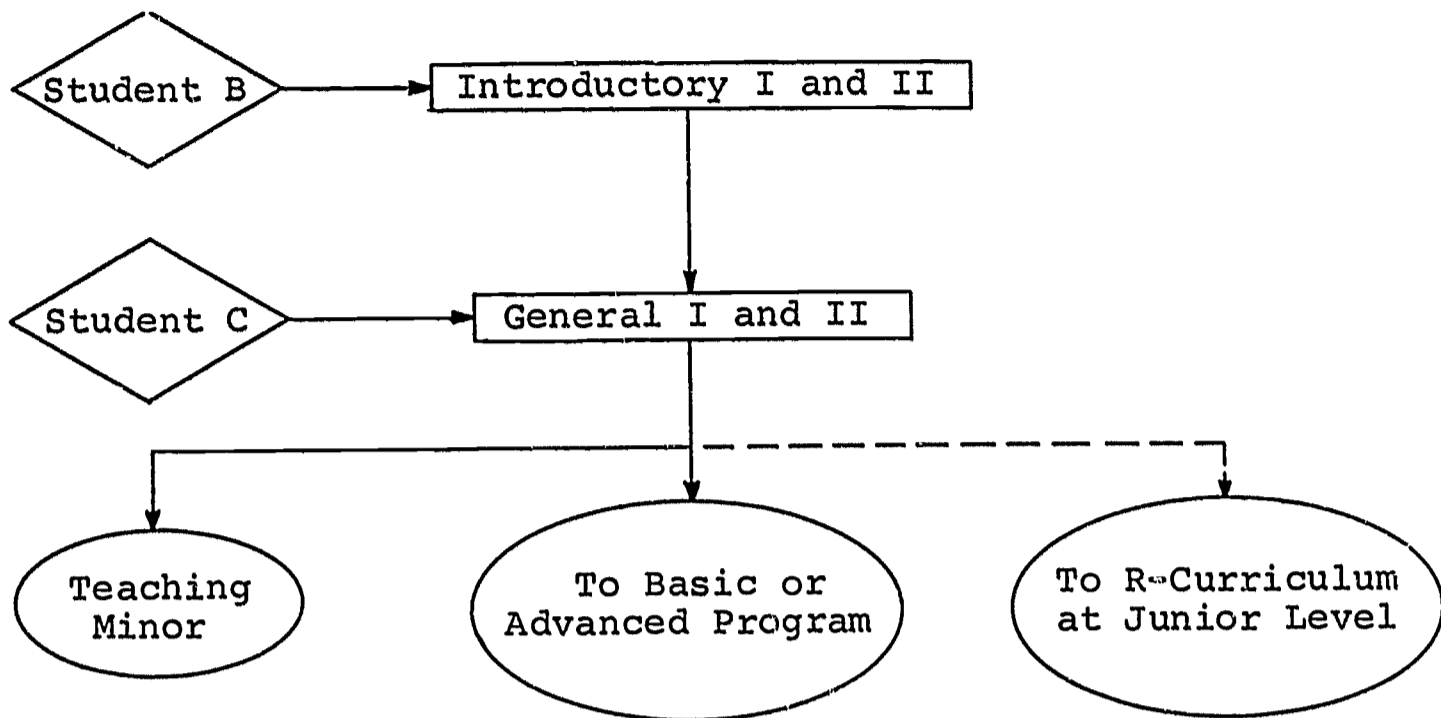 Student B
Introductory I and II
Student C
General I and II
Teaching
Minor
To Basic or
Advanced Program
To R-Curriculum
at Junior Level